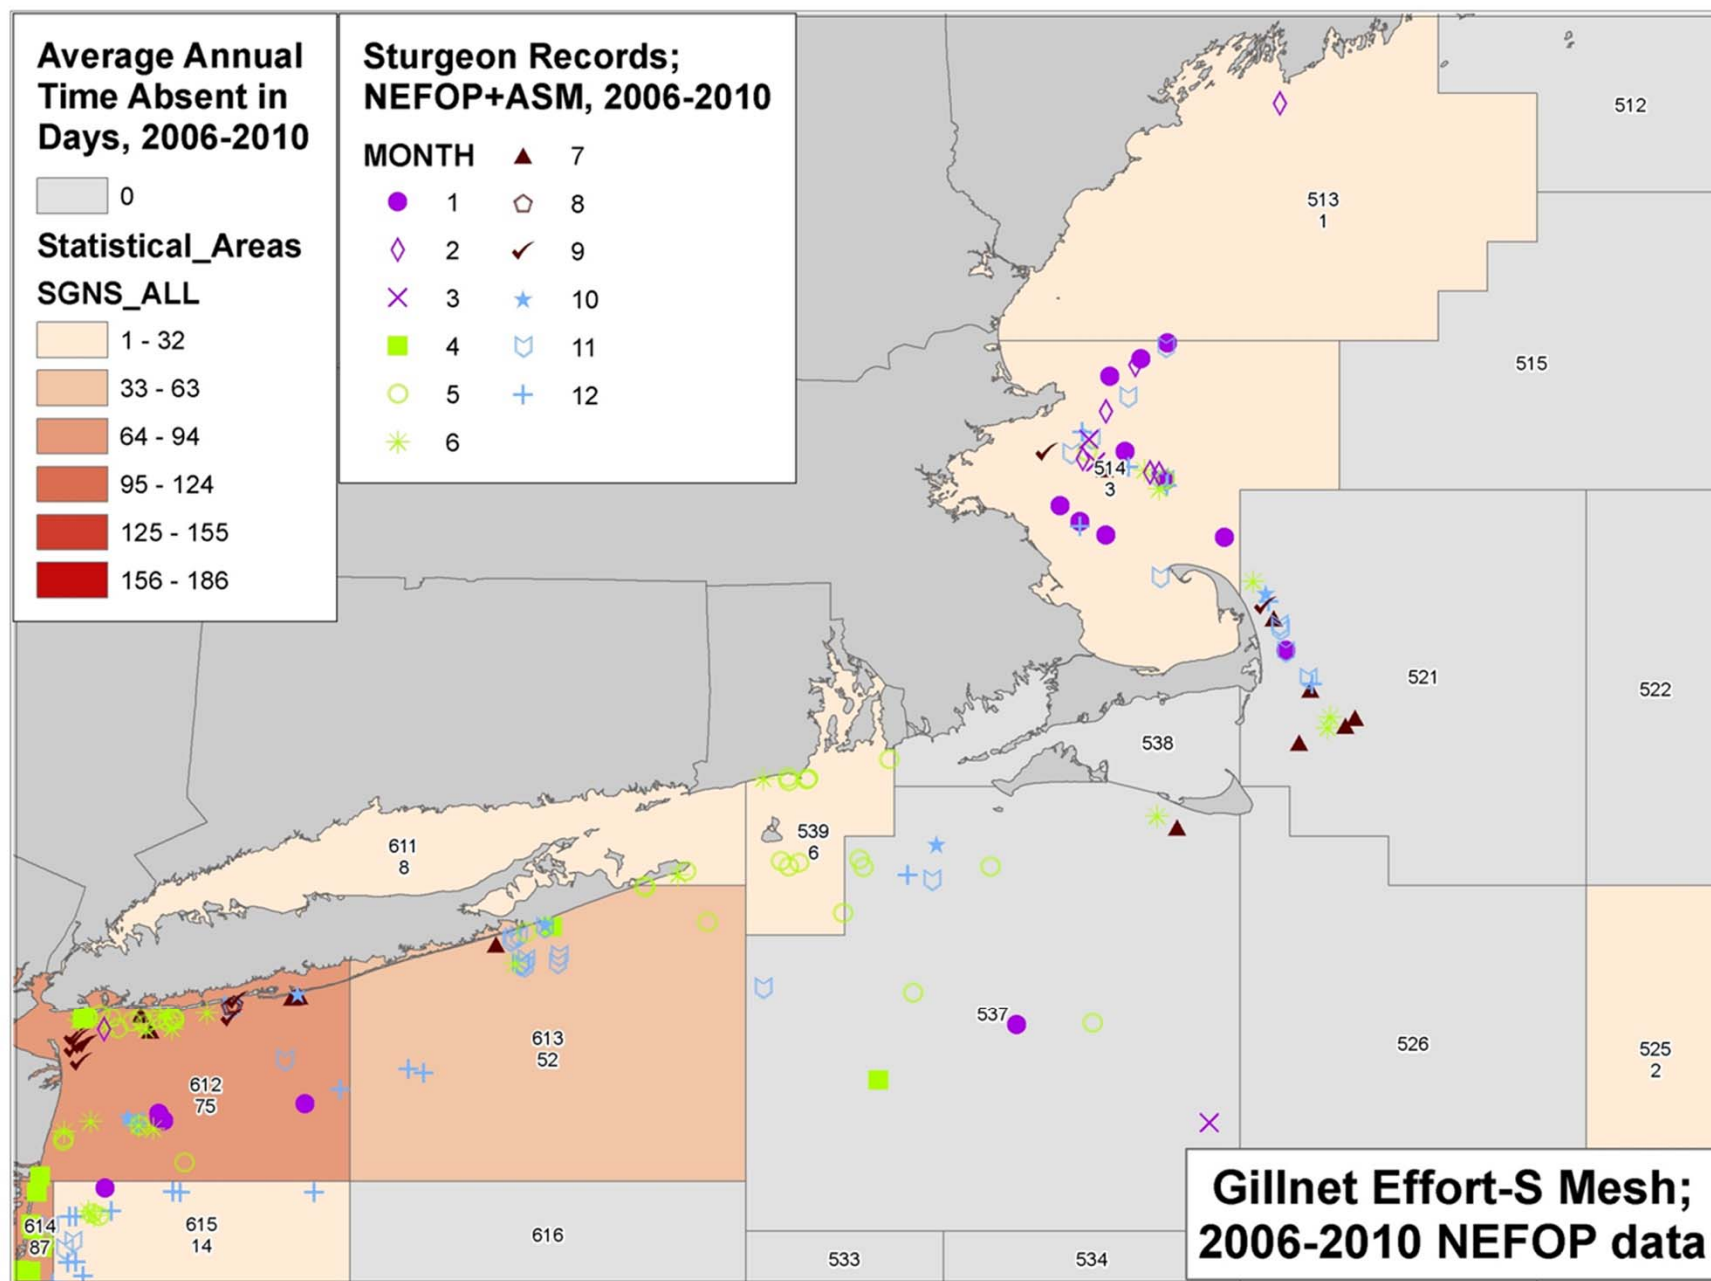 Average Annual
Time Absent in
Days, 2006-2010
0
Statistical_Areas
SGNS_ALL
1 - 32
33 - 63
64 - 94
95 - 124
125 - 155
156 - 186
Sturgeon Records;
NEFOP+ASM, 2006-2010
MONTH
1
2
3
4
5
6
7
8
9
10
11
12
512
513
1
515
514
3
521
522
538
539
6
611
8
537
526
525
2
613
52
612
75
614
87
615
14
616
533
534
Gillnet Effort-S Mesh;
2006-2010 NEFOP data